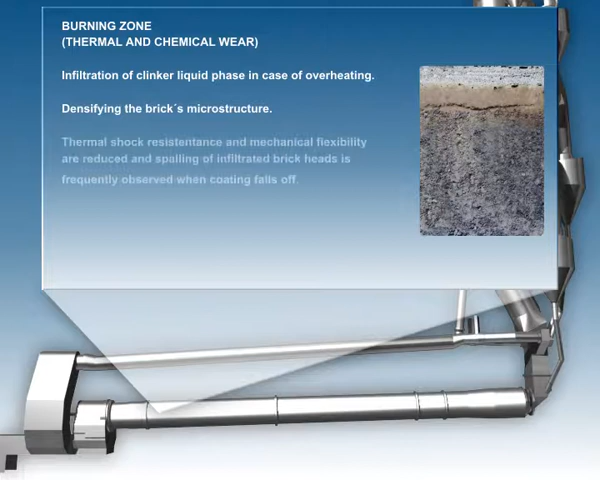 BURNING ZONE
(THERMAL AND CHEMICAL WEAR)
Infiltration of clinker liquid phase in case of overheating.
Densifying the brick´s microstructure.
Thermal shock resistentance and mechanical flexibility
are reduced and spalling of infiltrated brick heads is
frequently observed when coating falls off.